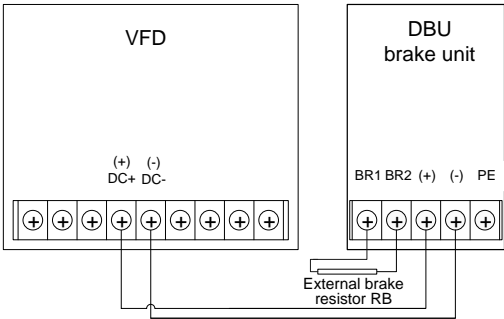 VFD
DBU
brake unit
(+) (-)
DC+ DC-
BR1 BR2 (+) (-) PE
External brake
resistor RB